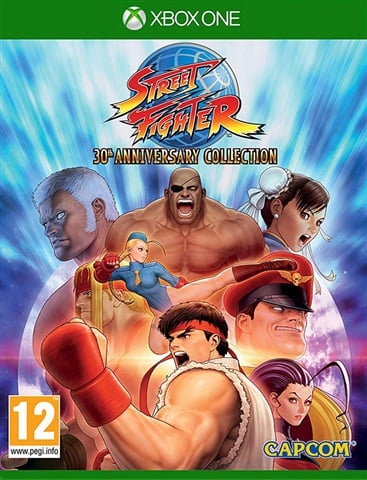 XBOX ONE
STREET
FIGHTER
30th ANNIVERSARY COLLECTION
12
www.pegi.info
CAPCOM